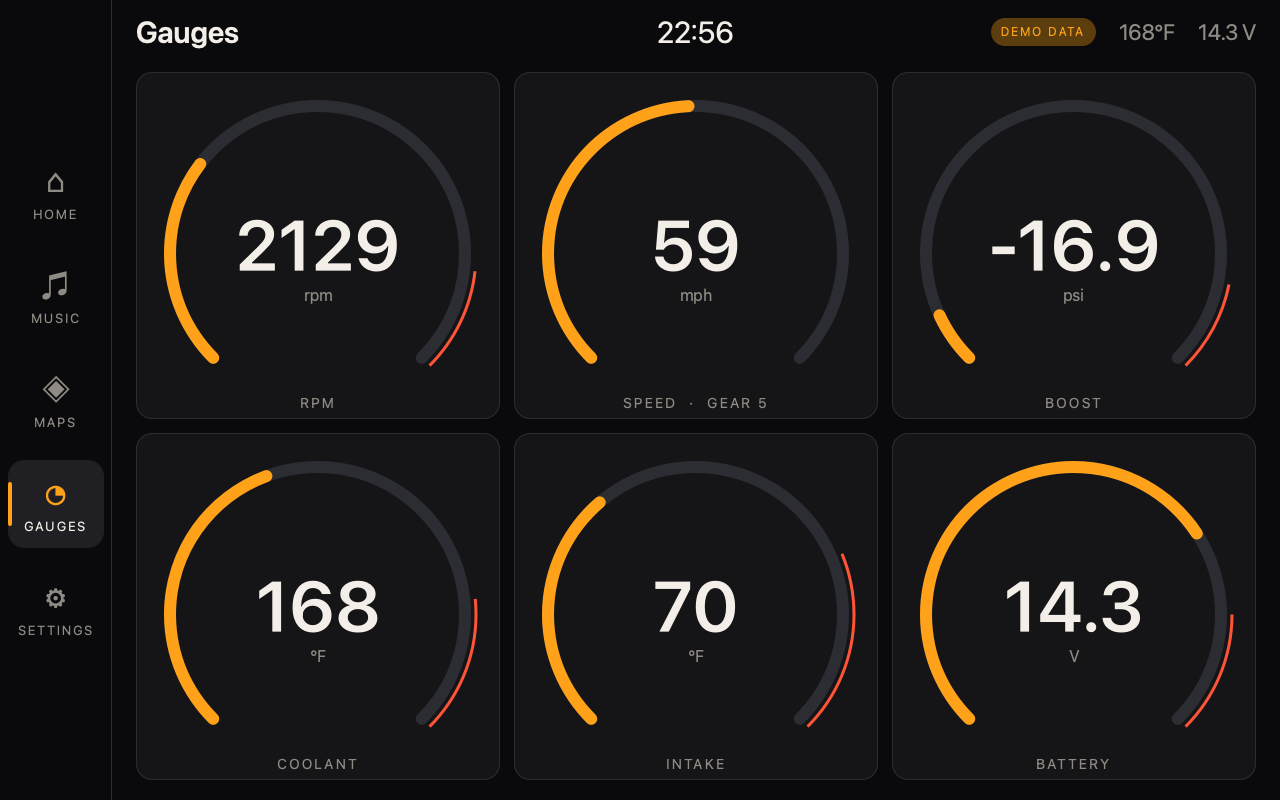 Gauges
22:56
DEMO DATA
168°F
14.3 V
HOME
MUSIC
MAPS
GAUGES
SETTINGS
2129
rpm
RPM
59
mph
SPEED · GEAR 5
-16.9
psi
BOOST
168
°F
COOLANT
70
°F
INTAKE
14.3
V
BATTERY